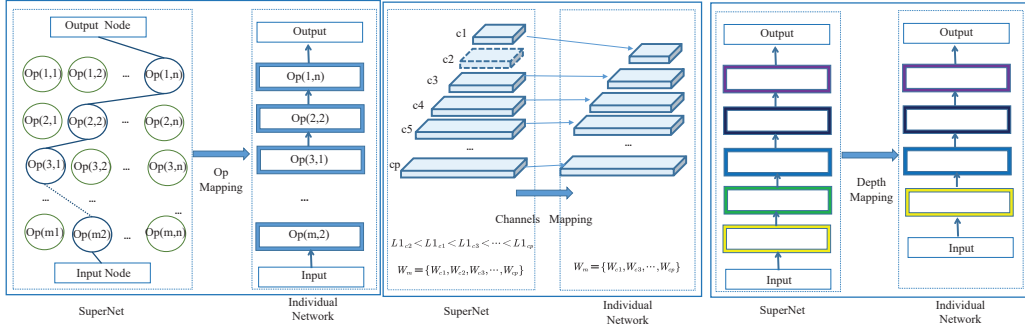 Output Node
Op(1,1) Op(1,2) ... Op(1,n)
Op(2,1 Op(2,2) ... Op(2,n)
Op(3,1) Op(3,2 ... Op(3,n)
... ... ...
Op(m1) Op(m2) ... Op(m,n)
Input Node
SuperNet
Op
Mapping
Output
Op(1,n)
Op(2,2)
Op(3,1)
...
Op(m,2)
Input
Individual
Network
c1
c2
c3
c4
c5
...
cp
...
Channels Mapping
L1c2<L1c1<L1c3<⋯<L1cp
Wm={Wc1,Wc2,Wc3,⋯,Wcp}
Wm={Wc1,Wc3,⋯,Wcp}
SuperNet
Individual
Network
Output
Input
SuperNet
Depth
Mapping
Output
Input
Individual
Network